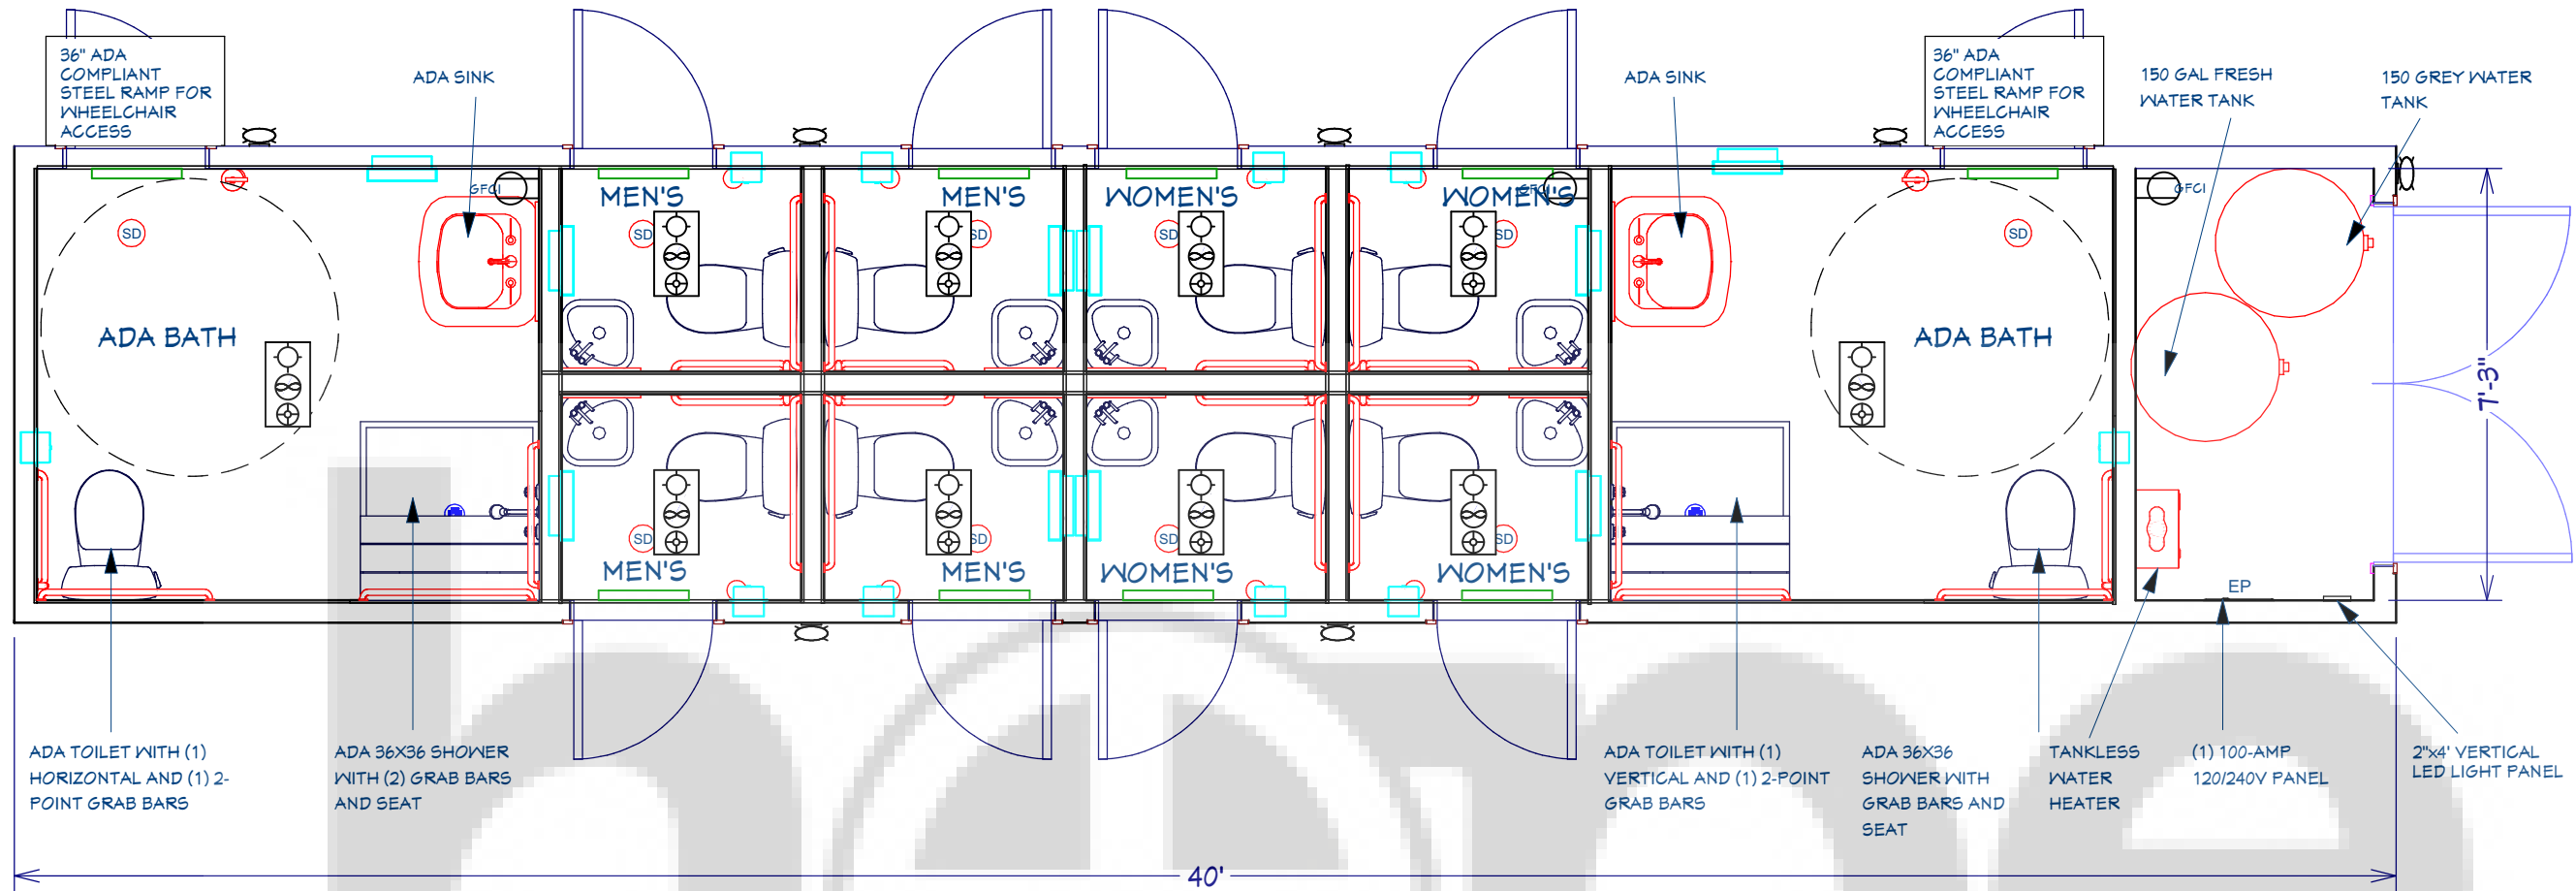 36" ADA
COMPLIANT
STEEL RAMP FOR
WHEELCHAIR
ACCESS
ADA SINK
ADA SINK
36" ADA
COMPLIANT
STEEL RAMP FOR
WHEELCHAIR
ACCESS
150 GAL FRESH
WATER TANK
150 GREY WATER
TANK
GFCI
MEN'S
MEN'S
WOMEN'S
WOMEN'S
GFCI
GFCI
SD
SD
SD
SD
SD
SD
ADA BATH
ADA BATH
7'-3"
SD
SD
SD
SD
MEN'S
MEN'S
WOMEN'S
WOMEN'S
EP
ADA TOILET WITH (1)
HORIZONTAL AND (1) 2-
POINT GRAB BARS
ADA 36X36 SHOWER
WITH (2) GRAB BARS
AND SEAT
ADA TOILET WITH (1)
VERTICAL AND (1) 2-POINT
GRAB BARS
ADA 36X36
SHOWER WITH
GRAB BARS AND
SEAT
TANKLESS
WATER
HEATER
(1) 100-AMP
120/240V PANEL
2"x4' VERTICAL
LED LIGHT PANEL
40'